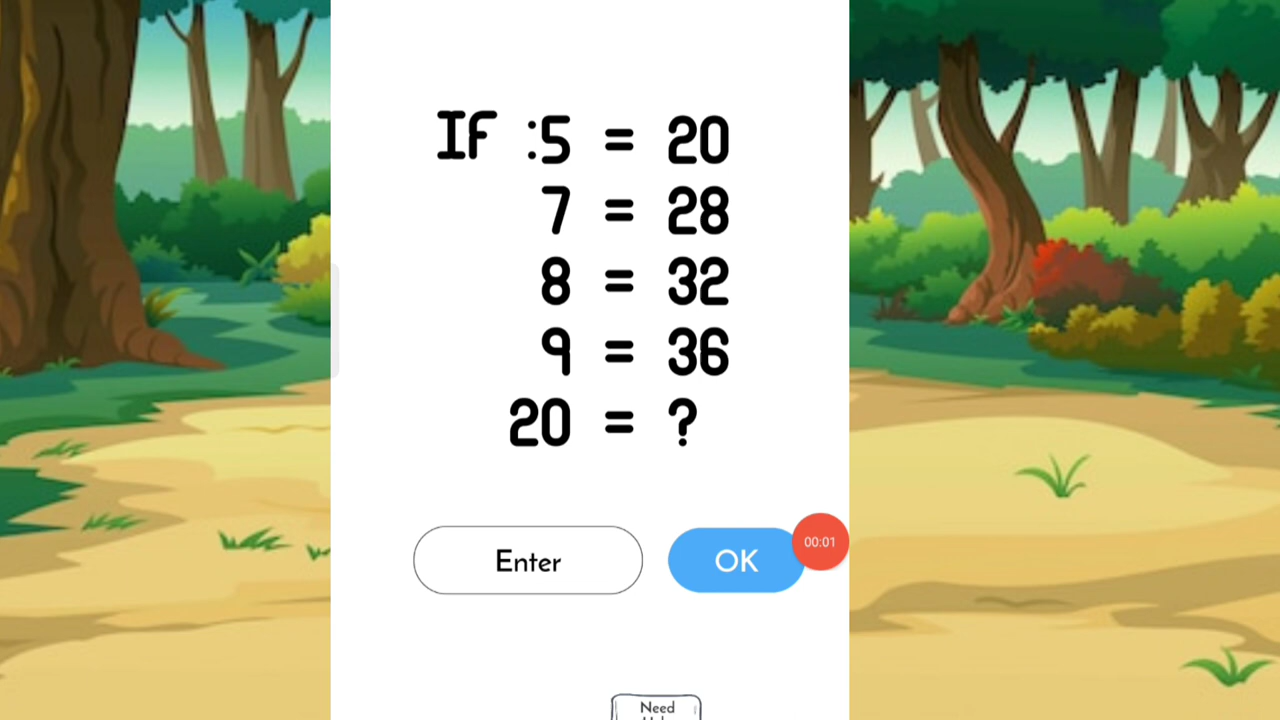 IF :5 = 20
7 = 28
8 = 32
9 = 36
20 = ?
Enter
OK
00:01
Need